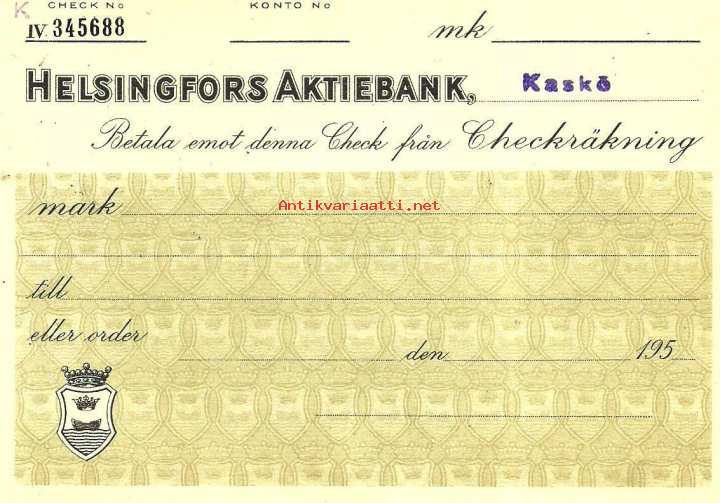 K
CHECK No KONTO No
IV. 345688 mk
HELSINGFORS AKTIEBANK, Kaskö
Betala emot denna Check från Checkräkning
mark
Antikvariaatti.net
till
eller order
den 195